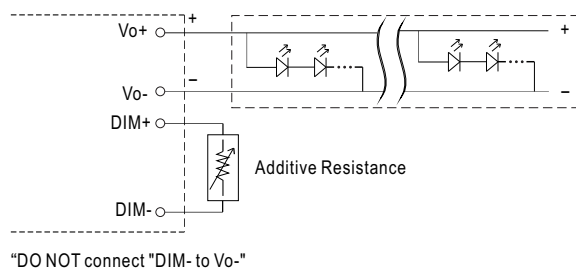 Vo+
+
+
−
Vo-
−
DIM+
Additive Resistance
DIM-
“DO NOT connect "DIM- to Vo-"